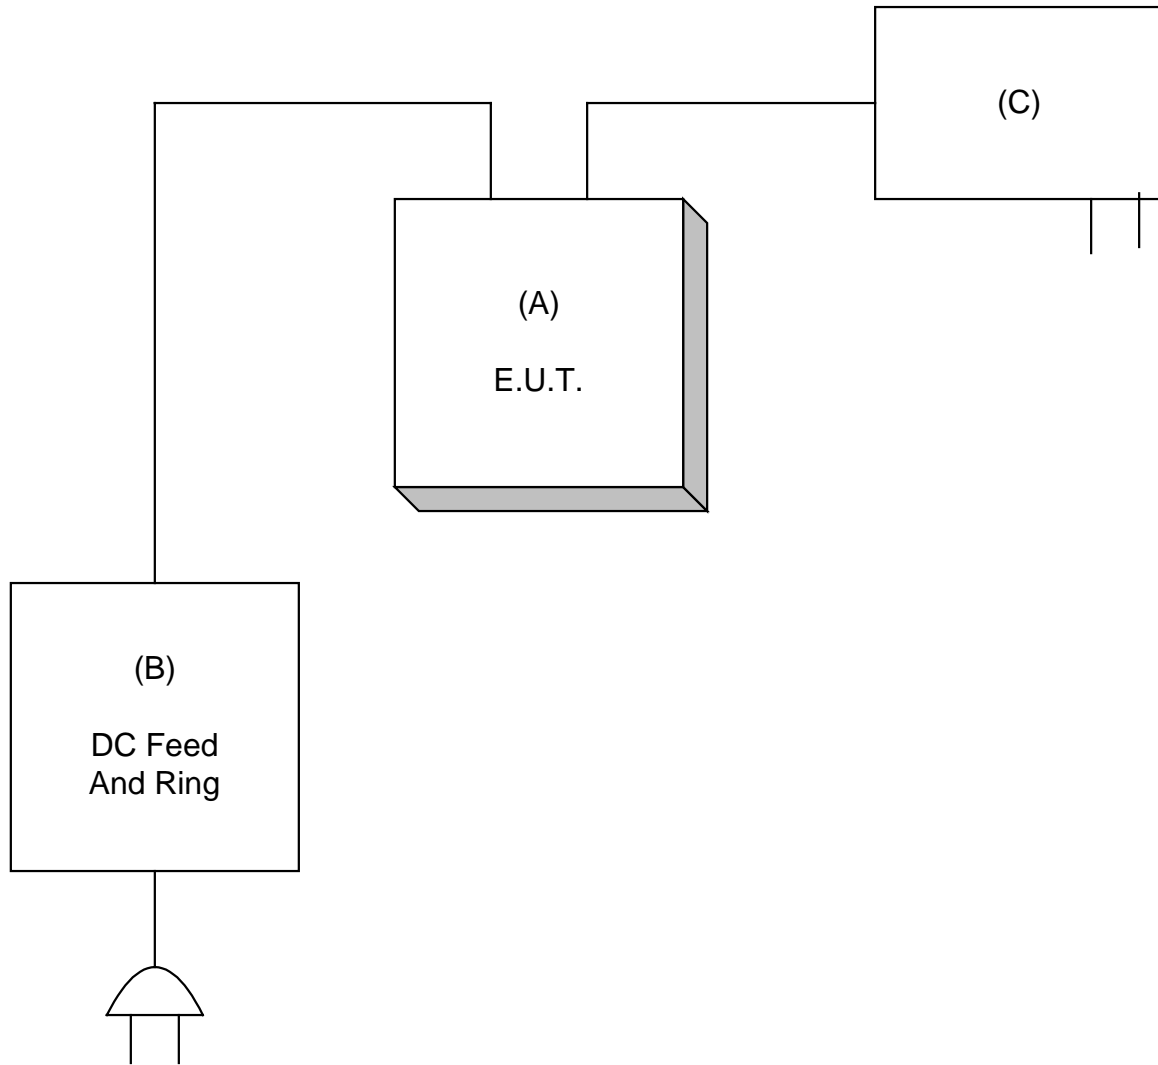 (C)
(A)
E.U.T.
(B)
DC Feed
And Ring